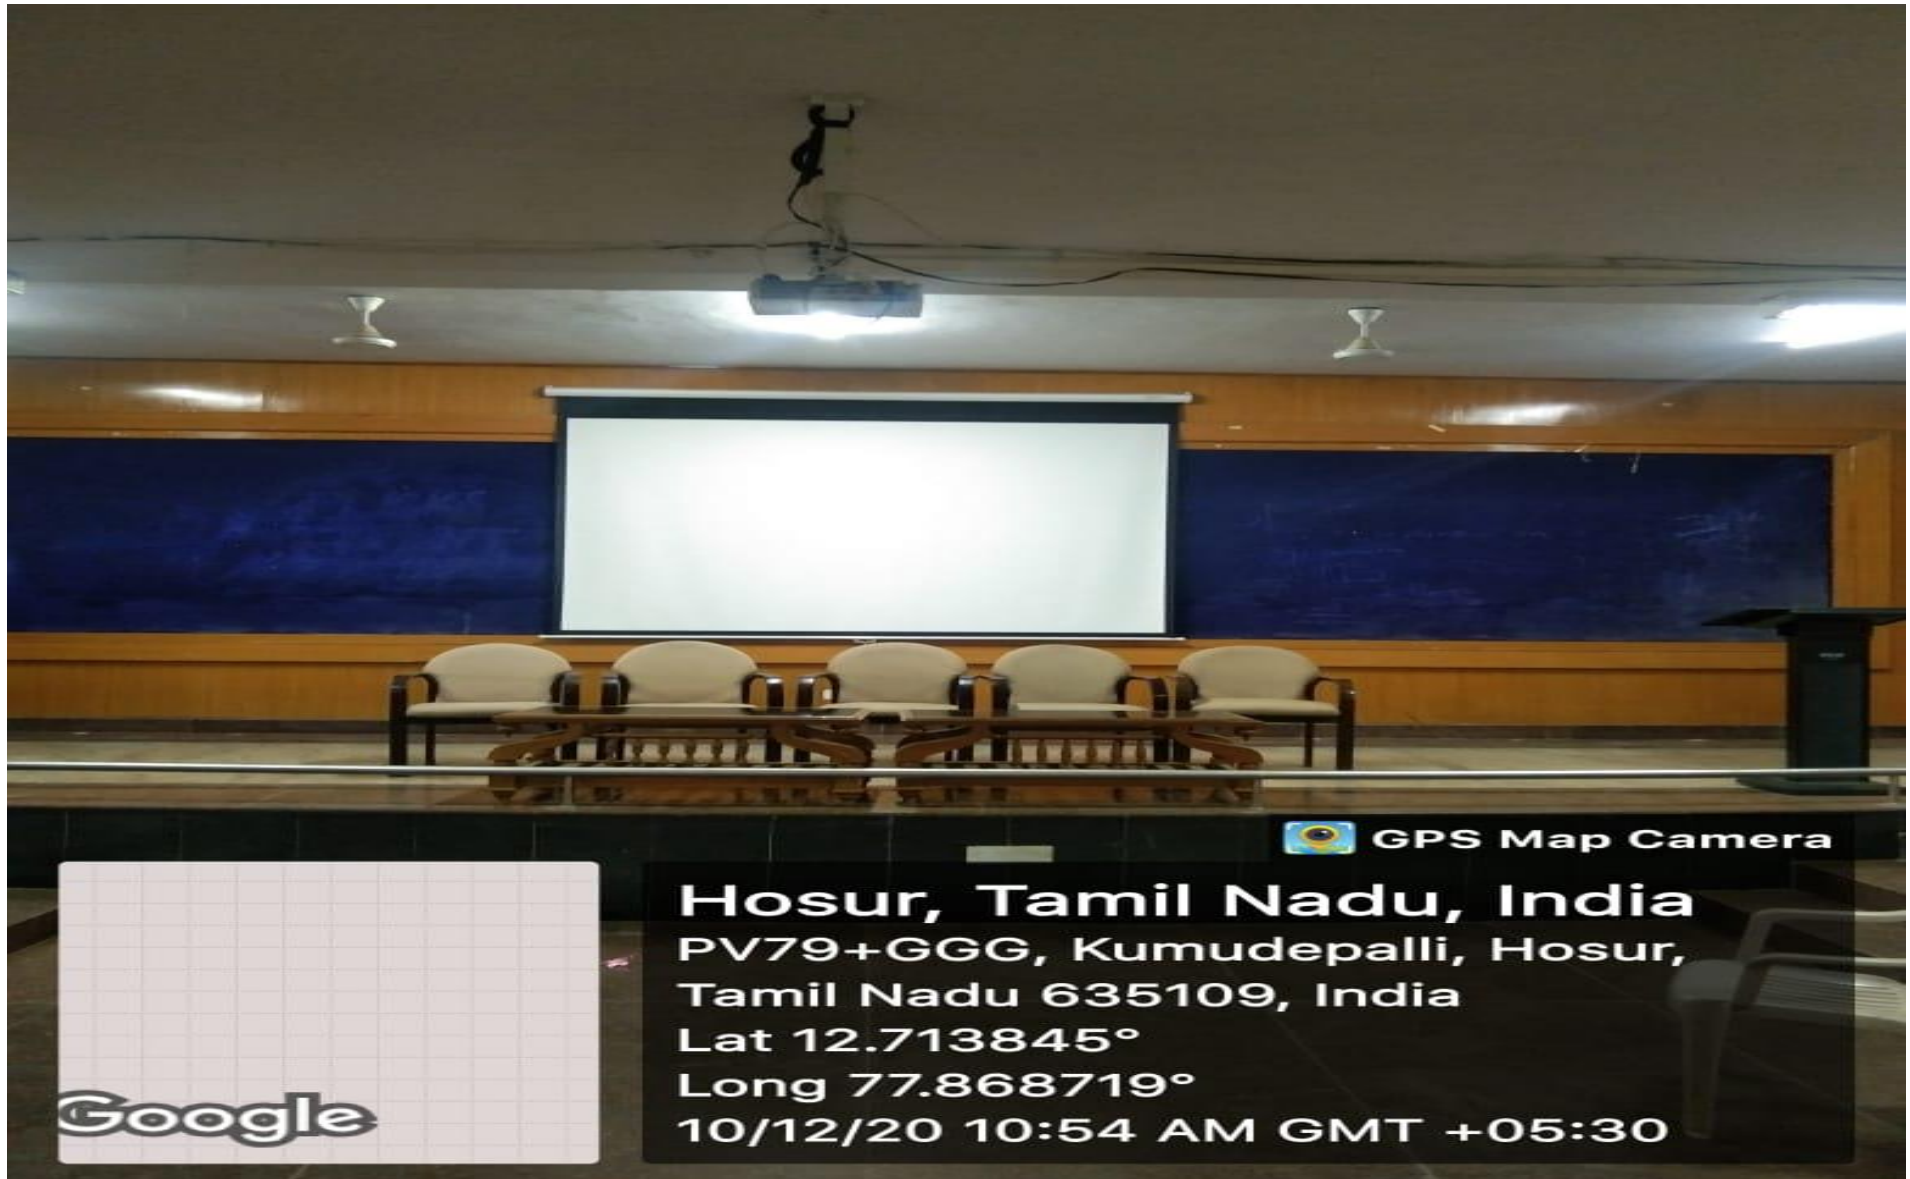 GPS Map Camera
Hosur, Tamil Nadu, India
PV79+GGG, Kumudepalli, Hosur,
Tamil Nadu 635109, India
Lat 12.713845°
Long 77.868719°
10/12/20 10:54 AM GMT +05:30
Google